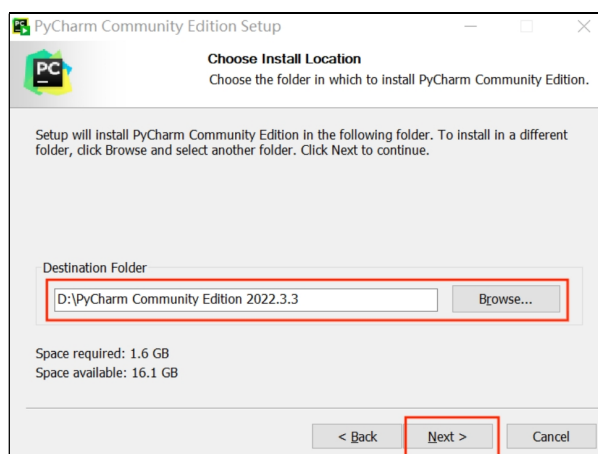 PyCharm Community Edition Setup
PC
Choose Install Location
Choose the folder in which to install PyCharm Community Edition.
Setup will install PyCharm Community Edition in the following folder. To install in a different
folder, click Browse and select another folder. Click Next to continue.
Destination Folder
D:\PyCharm Community Edition 2022.3.3
Browse...
Space required: 1.6 GB
Space available: 16.1 GB
< Back
Next >
Cancel